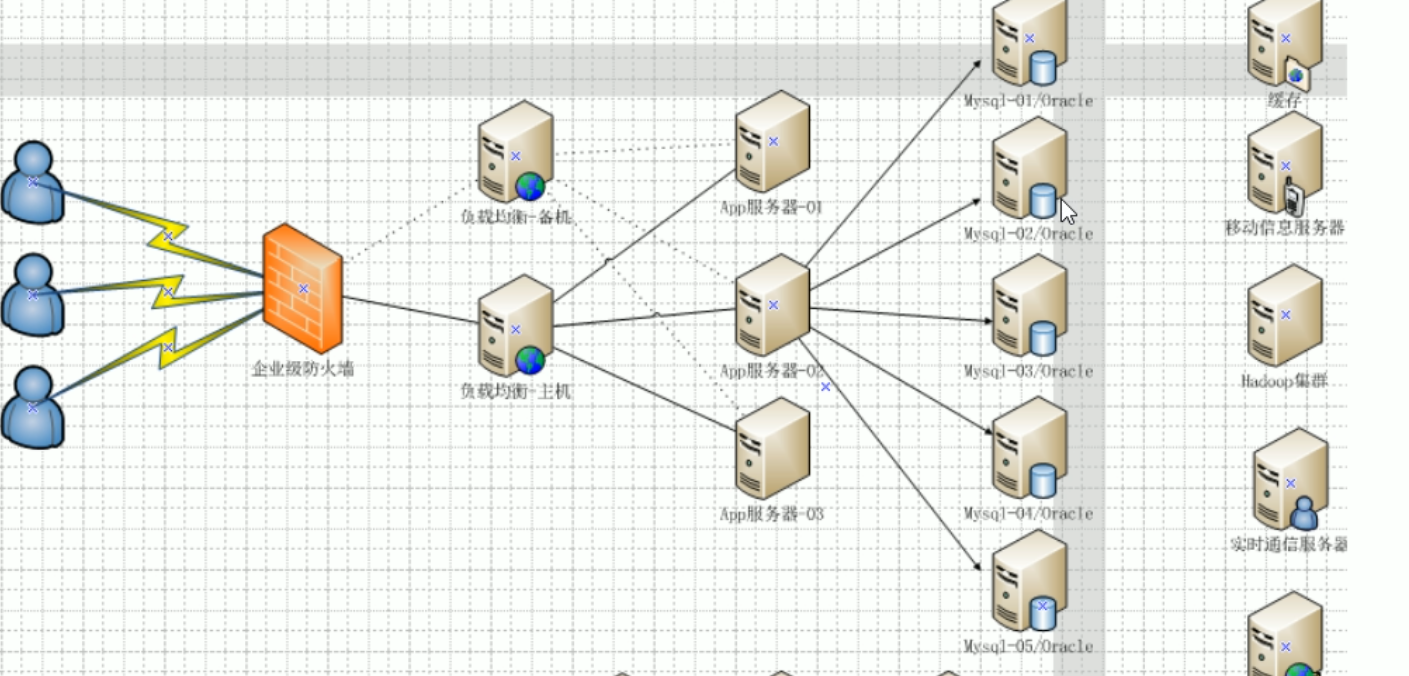 Mysql-01/Oracle
缓存
负载均衡-备机
App服务器-01
Mysql-02/Oracle
移动信息服务器
企业级防火墙
负载均衡-主机
App服务器-02
Mysql-03/Oracle
Hadoop集群
App服务器-03
Mysql-04/Oracle
实时通信服务器
Mysql-05/Oracle